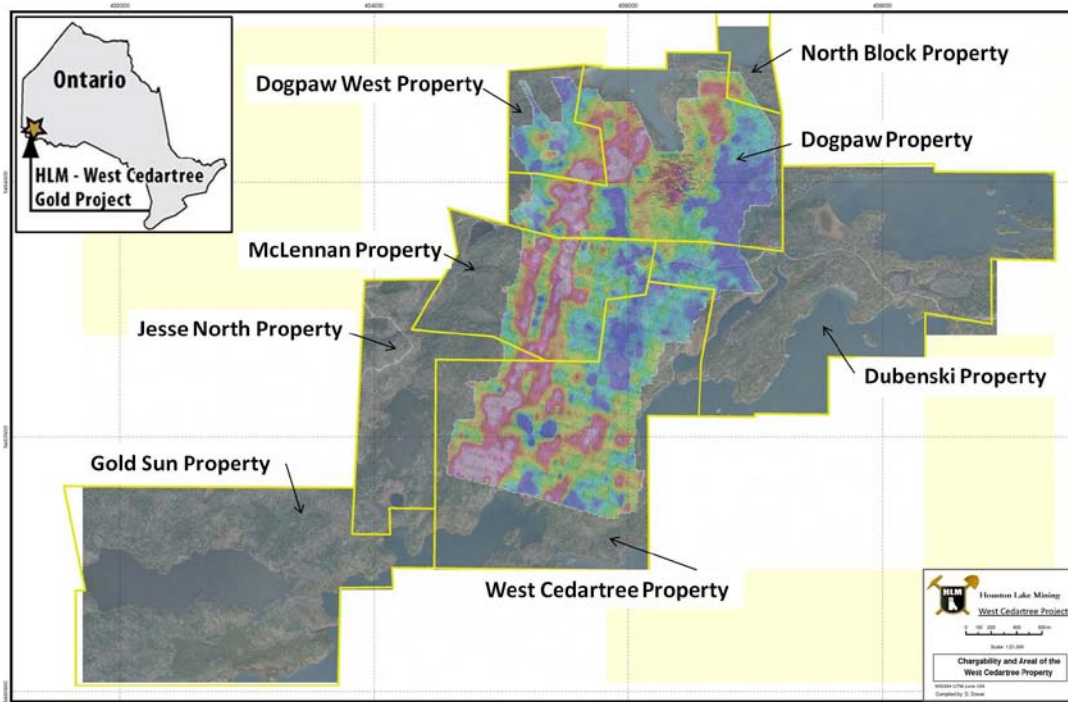 Ontario
HLM - West Cedartree
Gold Project
North Block Property
Dogpaw West Property
Dogpaw Property
McLennan Property
Jesse North Property
Dubenski Property
Gold Sun Property
West Cedartree Property
HLM
Houston Lake Mining
West Cedartree Project
Chargability and Areal of the
West Cedartree Property